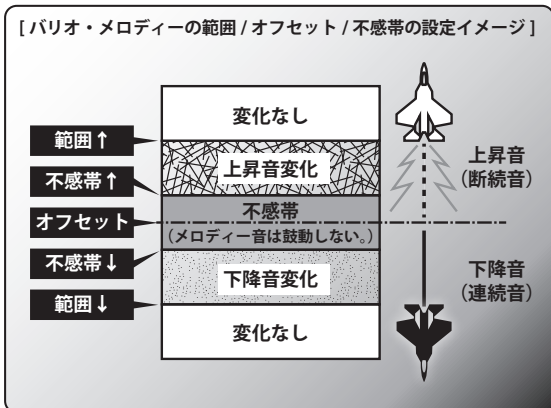 [ バリオ・メロディーの範囲 / オフセット / 不感帯の設定イメージ ]
変化なし
範囲↑
上昇音変化
上昇音
(断続音)
不感帯↑
不感帯
オフセット
(メロディー音は鼓動しない。)
不感帯↓
下降音変化
下降音
(連続音)
範囲↓
変化なし